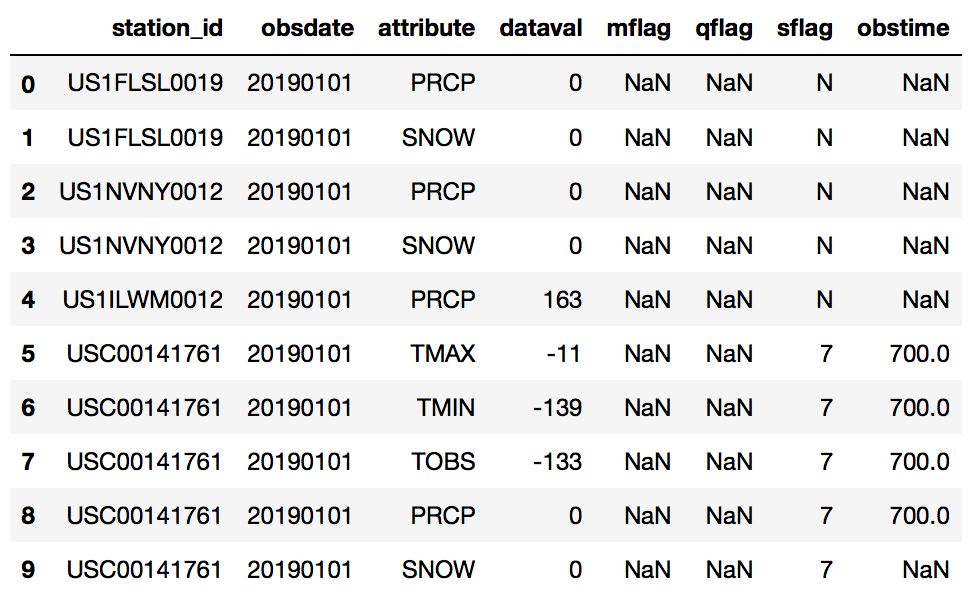 station_id obsdate attribute dataval mflag qflag sflag obstime
0 US1FLSL0019 20190101 PRCP 0 NaN NaN N NaN
1 US1FLSL0019 20190101 SNOW 0 NaN NaN N NaN
2 US1NVNY0012 20190101 PRCP 0 NaN NaN N NaN
3 US1NVNY0012 20190101 SNOW 0 NaN NaN N NaN
4 US1ILWM0012 20190101 PRCP 163 NaN NaN N NaN
5 USC00141761 20190101 TMAX -11 NaN NaN 7 700.0
6 USC00141761 20190101 TMIN -139 NaN NaN 7 700.0
7 USC00141761 20190101 TOBS -133 NaN NaN 7 700.0
8 USC00141761 20190101 PRCP 0 NaN NaN 7 700.0
9 USC00141761 20190101 SNOW 0 NaN NaN 7 NaN